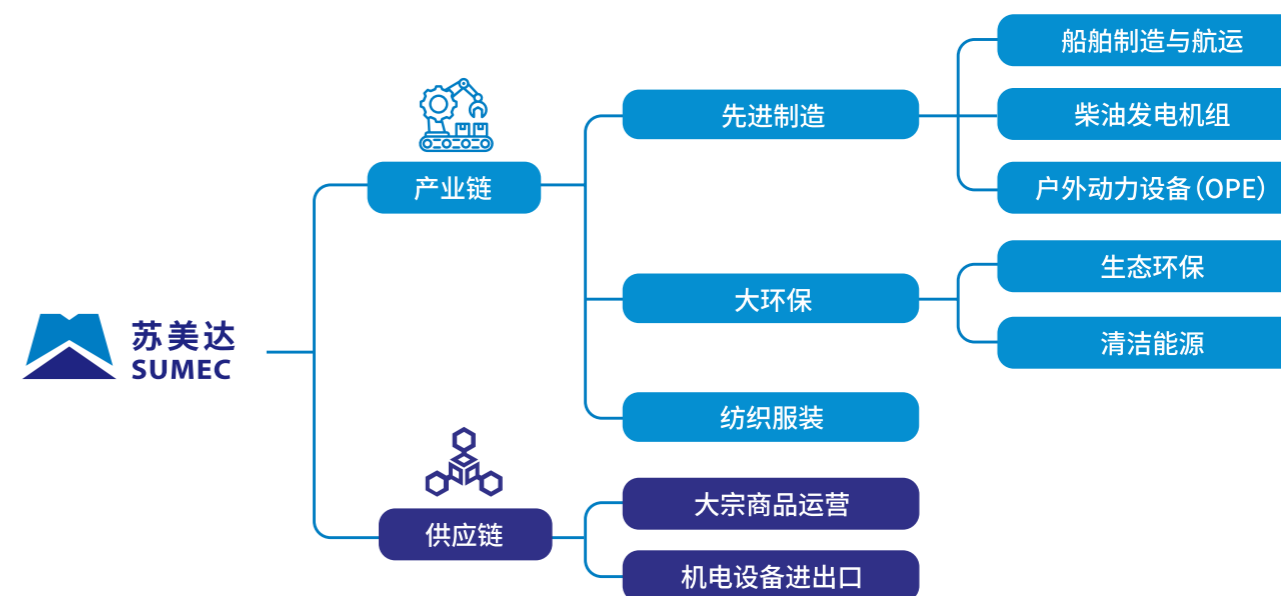 苏美达
SUMEC
产业链
先进制造
船舶制造与航运
柴油发电机组
户外动力设备(OPE)
大环保
生态环保
清洁能源
纺织服装
供应链
大宗商品运营
机电设备进出口